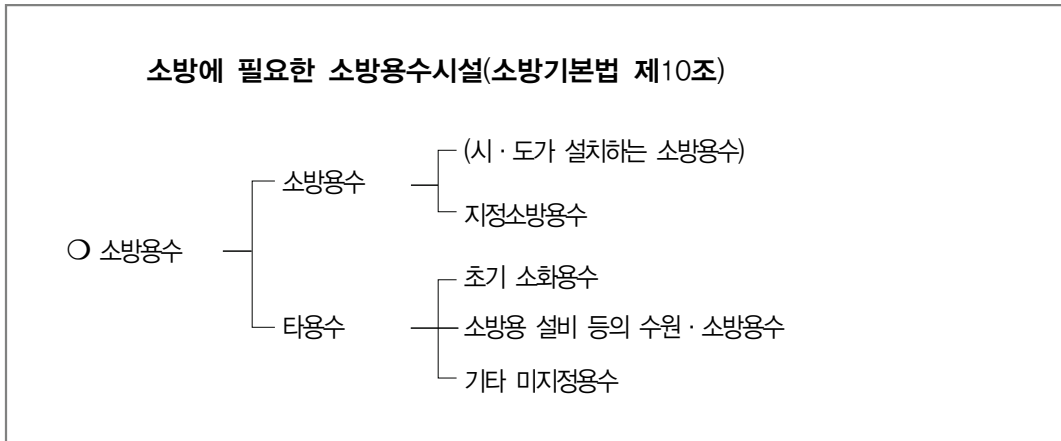 소방에 필요한 소방용수시설(소방기본법 제10조)
(시 · 도가 설치하는 소방용수)
소방용수
지정소방용수
❍ 소방용수
초기 소화용수
타용수
소방용 설비 등의 수원 · 소방용수
기타 미지정용수